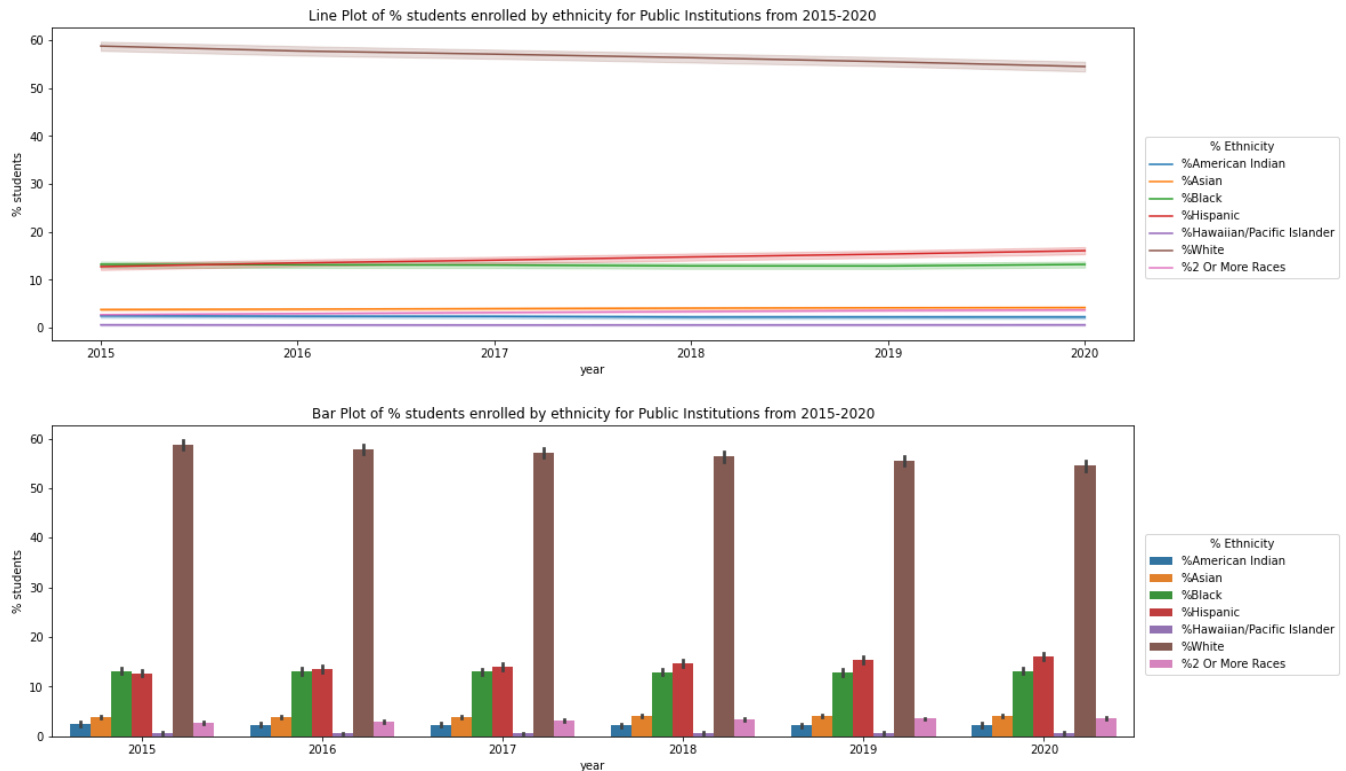 Line Plot of % students enrolled by ethnicity for Public Institutions from 2015-2020
60
50
40
30
20
10
0
% students
2015 2016 2017 2018 2019 2020
year
% Ethnicity
%American Indian
%Asian
%Black
%Hispanic
%Hawaiian/Pacific Islander
%White
%2 Or More Races
Bar Plot of % students enrolled by ethnicity for Public Institutions from 2015-2020
60
50
40
30
20
10
0
% students
2015 2016 2017 2018 2019 2020
year
% Ethnicity
%American Indian
%Asian
%Black
%Hispanic
%Hawaiian/Pacific Islander
%White
%2 Or More Races